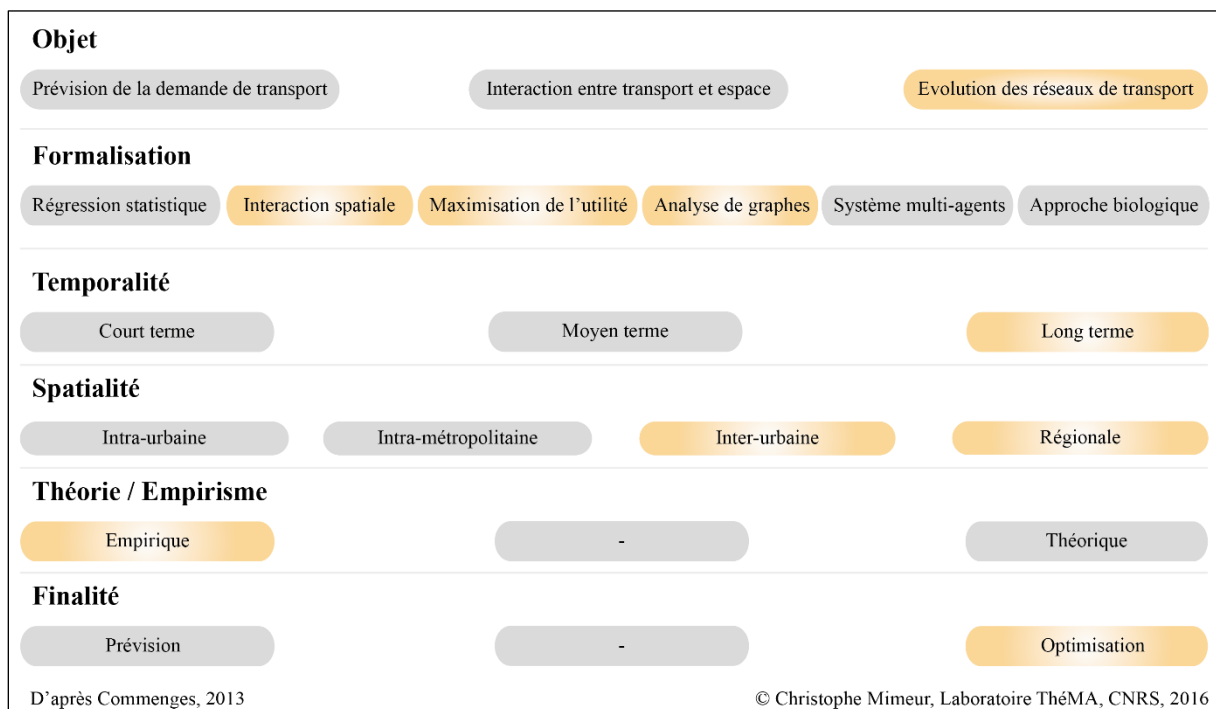 Objet
Prévision de la demande de transport
Interaction entre transport et espace
Evolution des réseaux de transport
Formalisation
Régression statistique
Interaction spatiale
Maximisation de l'utilité
Analyse de graphes
Système multi-agents
Approche biologique
Temporalité
Court terme
Moyen terme
Long terme
Spatialité
Intra-urbaine
Intra-métropolitaine
Inter-urbaine
Régionale
Théorie / Empirisme
Empirique
-
Théorique
Finalité
Prévision
-
Optimisation
D'après Commenges, 2013
© Christophe Mimeur, Laboratoire ThéMA, CNRS, 2016